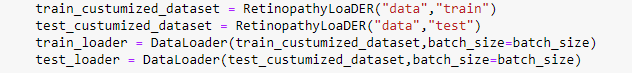 train_custumized_dataset = RetinopathyLoaDER("data","train")
test_custumized_dataset = RetinopathyLoaDER("data","test")
train_loader = DataLoader(train_custumized_dataset,batch_size=batch_size)
test_loader = DataLoader(test_custumized_dataset,batch_size=batch_size)